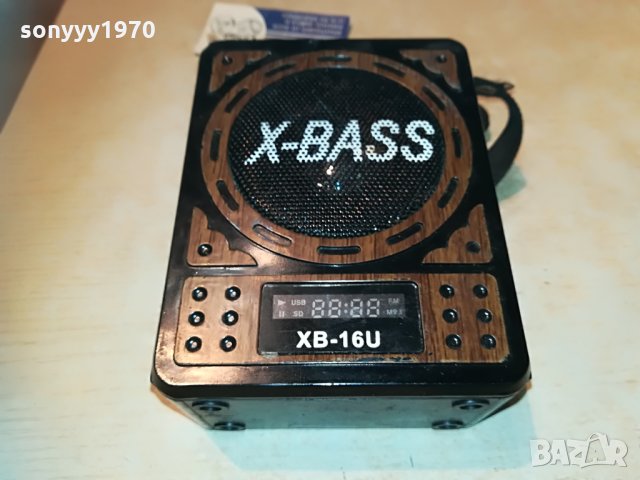 sonyyy1970
X-BASS
USB 88:88 FM
SD MP3
XB-16U
BAZAR